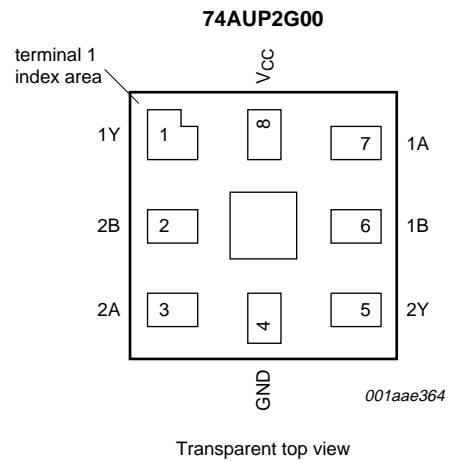 74AUP2G00
terminal 1
index area
VCC
1Y
1
8
7
1A
2B
2
6
1B
2A
3
4
5
2Y
GND
001aae364
Transparent top view